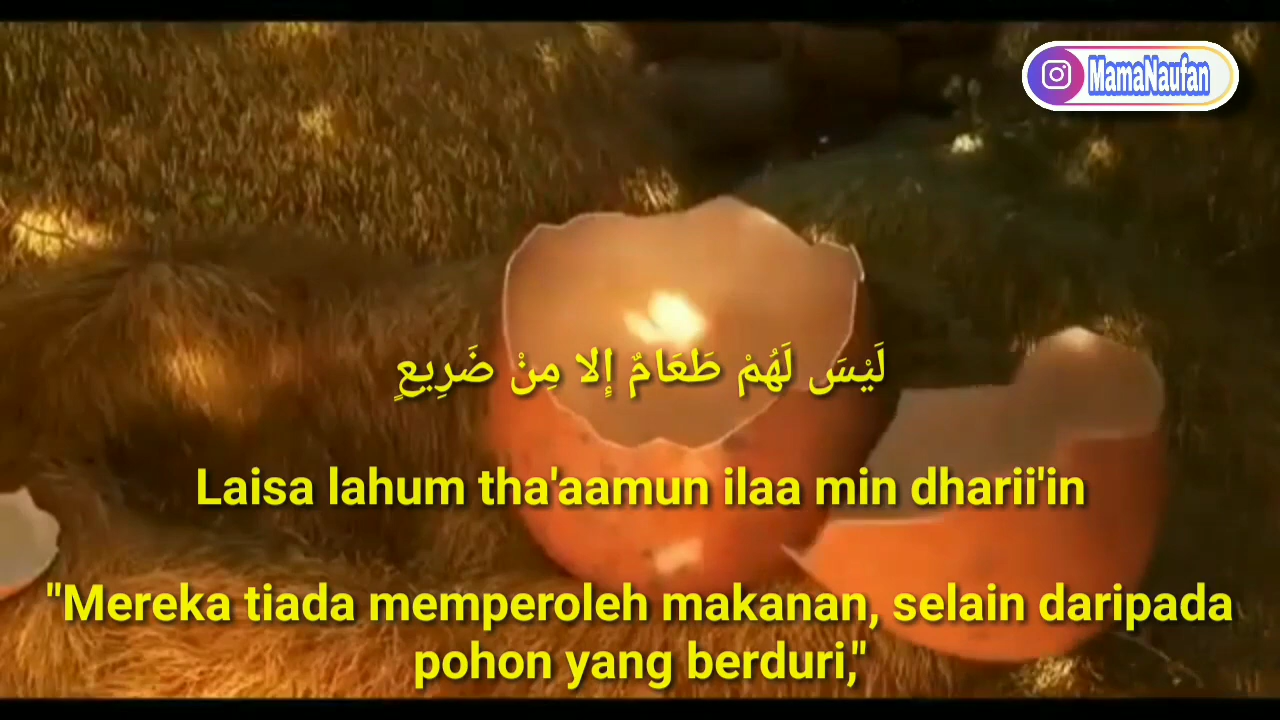 MamaNaufan
لَيْسَ لَهُمْ طَعَامٌ إِلا مِنْ ضَرِيعٍ
Laisa lahum tha'aamun ilaa min dharii'in
"Mereka tiada memperoleh makanan, selain daripada
pohon yang berduri,"